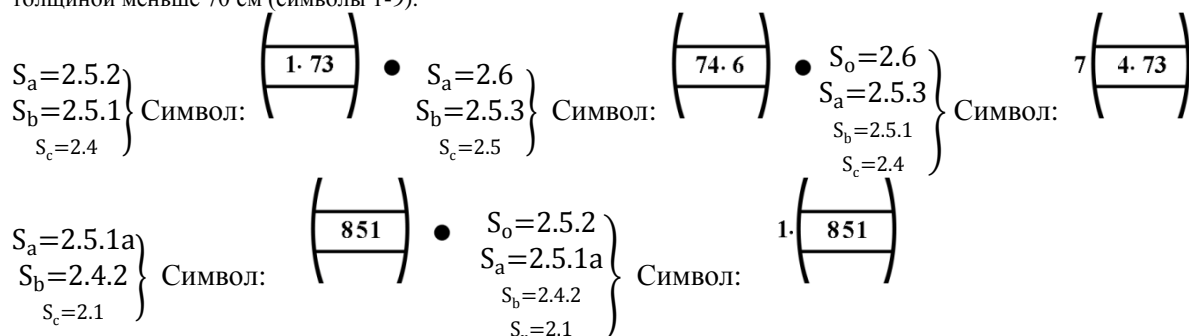 толщиной меньше 70 см (символы 1-9).
Sa=2.5.2
Sb=2.5.1
Sc=2.4
Символ:
1. 73
● Sa=2.6
Sb=2.5.3
Sc=2.5
Символ:
74. 6
● So=2.6
Sa=2.5.3
Sb=2.5.1
Sc=2.4
Символ:
7 4. 73
Sa=2.5.1a
Sb=2.4.2
Sc=2.1
Символ:
851
● So=2.5.2
Sa=2.5.1a
Sb=2.4.2
=2.1
Символ:
1. 851